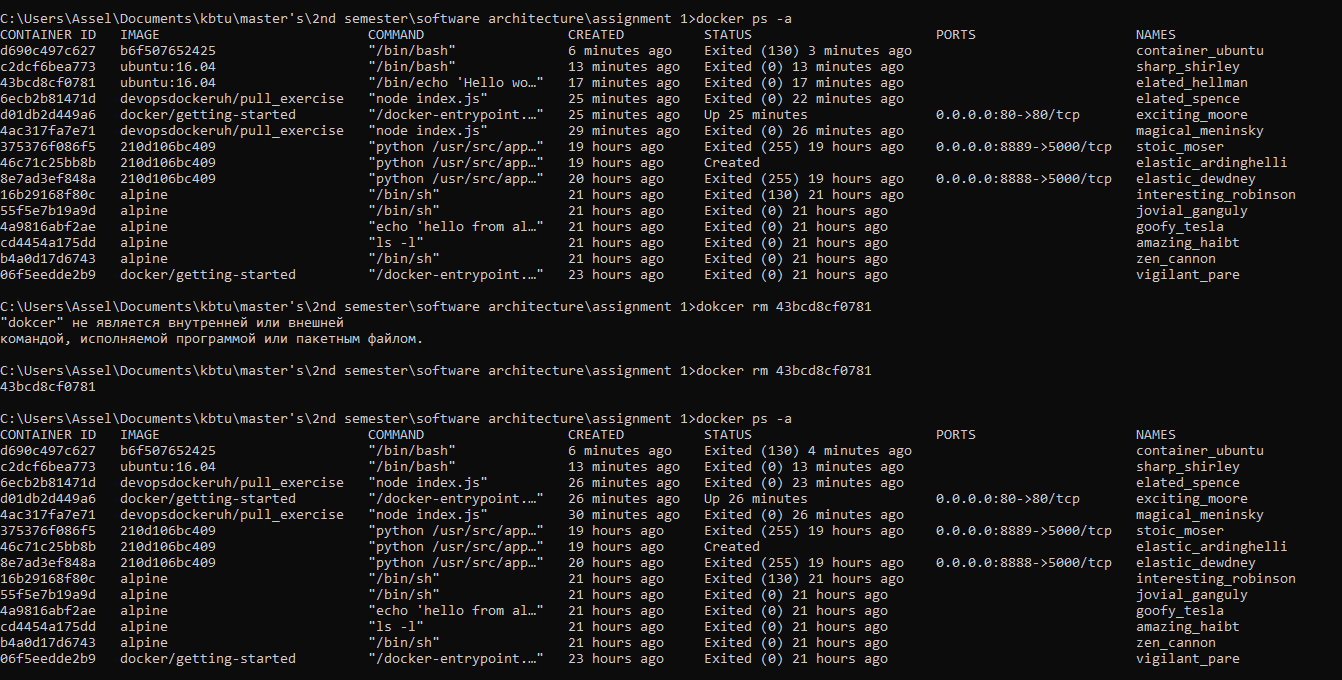 C:\Users\Assel\Documents\kbtu\master's\2nd semester\software architecture\assignment 1>docker ps -a
CONTAINER ID   IMAGE                         COMMAND                  CREATED          STATUS                        PORTS                    NAMES
d690c497c627   b6f507652425                  "/bin/bash"              6 minutes ago    Exited (130) 3 minutes ago                             container_ubuntu
c2dcf6bea773   ubuntu:16.04                  "/bin/bash"              13 minutes ago   Exited (0) 13 minutes ago                              sharp_shirley
43bcd8cf0781   ubuntu:16.04                  "/bin/echo 'Hello wo…"   17 minutes ago   Exited (0) 17 minutes ago                              elated_hellman
6ecb2b81471d   devopsdockeruh/pull_exercise   "node index.js"          25 minutes ago   Exited (0) 22 minutes ago                              elated_spence
d01db2d449a6   docker/getting-started        "/docker-entrypoint.…"   25 minutes ago   Up 25 minutes                 0.0.0.0:80->80/tcp       exciting_moore
4ac317fa7e71   devopsdockeruh/pull_exercise   "node index.js"          29 minutes ago   Exited (0) 26 minutes ago                              magical_meninsky
375376f086f5   210d106bc409                  "python /usr/src/app…"   19 hours ago     Exited (255) 19 hours ago     0.0.0.0:8889->5000/tcp   stoic_moser
46c71c25bb8b   210d106bc409                  "python /usr/src/app…"   19 hours ago     Created                                                elastic_ardinghelli
8e7ad3ef848a   210d106bc409                  "python /usr/src/app…"   20 hours ago     Exited (255) 19 hours ago     0.0.0.0:8888->5000/tcp   elastic_dewdney
16b29168f80c   alpine                        "/bin/sh"                21 hours ago     Exited (130) 21 hours ago                              interesting_robinson
55f5e7b19a9d   alpine                        "/bin/sh"                21 hours ago     Exited (0) 21 hours ago                                jovial_ganguly
4a9816abf2ae   alpine                        "echo 'hello from al…"   21 hours ago     Exited (0) 21 hours ago                                goofy_tesla
cd4454a175dd   alpine                        "ls -l"                  21 hours ago     Exited (0) 21 hours ago                                amazing_haibt
b4a0d17d6743   alpine                        "/bin/sh"                21 hours ago     Exited (0) 21 hours ago                                zen_cannon
06f5eedde2b9   docker/getting-started        "/docker-entrypoint.…"   23 hours ago     Exited (0) 21 hours ago                                vigilant_pare
C:\Users\Assel\Documents\kbtu\master's\2nd semester\software architecture\assignment 1>dokcer rm 43bcd8cf0781
"dokcer" не является внутренней или внешней
командой, исполняемой программой или пакетным файлом.
C:\Users\Assel\Documents\kbtu\master's\2nd semester\software architecture\assignment 1>docker rm 43bcd8cf0781
43bcd8cf0781
C:\Users\Assel\Documents\kbtu\master's\2nd semester\software architecture\assignment 1>docker ps -a
CONTAINER ID   IMAGE                         COMMAND                  CREATED          STATUS                        PORTS                    NAMES
d690c497c627   b6f507652425                  "/bin/bash"              6 minutes ago    Exited (130) 4 minutes ago                             container_ubuntu
c2dcf6bea773   ubuntu:16.04                  "/bin/bash"              13 minutes ago   Exited (0) 13 minutes ago                              sharp_shirley
6ecb2b81471d   devopsdockeruh/pull_exercise   "node index.js"          26 minutes ago   Exited (0) 23 minutes ago                              elated_spence
d01db2d449a6   docker/getting-started        "/docker-entrypoint.…"   26 minutes ago   Up 26 minutes                 0.0.0.0:80->80/tcp       exciting_moore
4ac317fa7e71   devopsdockeruh/pull_exercise   "node index.js"          30 minutes ago   Exited (0) 26 minutes ago                              magical_meninsky
375376f086f5   210d106bc409                  "python /usr/src/app…"   19 hours ago     Exited (255) 19 hours ago     0.0.0.0:8889->5000/tcp   stoic_moser
46c71c25bb8b   210d106bc409                  "python /usr/src/app…"   19 hours ago     Created                                                elastic_ardinghelli
8e7ad3ef848a   210d106bc409                  "python /usr/src/app…"   20 hours ago     Exited (255) 19 hours ago     0.0.0.0:8888->5000/tcp   elastic_dewdney
16b29168f80c   alpine                        "/bin/sh"                21 hours ago     Exited (130) 21 hours ago                              interesting_robinson
55f5e7b19a9d   alpine                        "/bin/sh"                21 hours ago     Exited (0) 21 hours ago                                jovial_ganguly
4a9816abf2ae   alpine                        "echo 'hello from al…"   21 hours ago     Exited (0) 21 hours ago                                goofy_tesla
cd4454a175dd   alpine                        "ls -l"                  21 hours ago     Exited (0) 21 hours ago                                amazing_haibt
b4a0d17d6743   alpine                        "/bin/sh"                21 hours ago     Exited (0) 21 hours ago                                zen_cannon
06f5eedde2b9   docker/getting-started        "/docker-entrypoint.…"   23 hours ago     Exited (0) 21 hours ago                                vigilant_pare